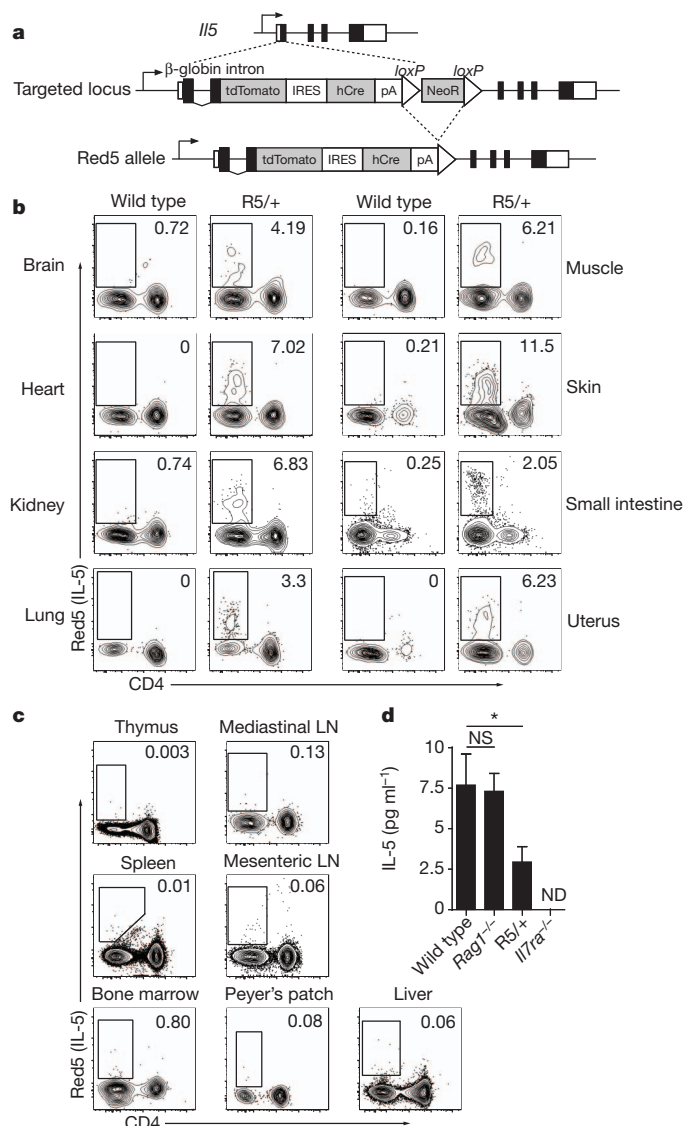 a
Il5
β-globin intron
loxP
loxP
Targeted locus
tdTomato IRES hCre pA NeoR
Red5 allele
tdTomato IRES hCre pA
b
Wild type R5/+ Wild type R5/+
Brain 0.72 4.19 0.16 6.21 Muscle
Heart 0 7.02 0.21 11.5 Skin
Kidney 0.74 6.83 0.25 2.05 Small intestine
Lung 0 3.3 0 6.23 Uterus
Red5 (IL-5)
CD4
c
Thymus Mediastinal LN
0.003 0.13
Spleen Mesenteric LN
0.01 0.06
Bone marrow Peyer's patch Liver
0.80 0.08 0.06
Red5 (IL-5)
CD4
d
*
NS
10
7.5
5
2.5
0
IL-5 (pg ml⁻¹)
ND
Wild type
Rag1⁻/⁻
R5/+
Il7ra⁻/⁻